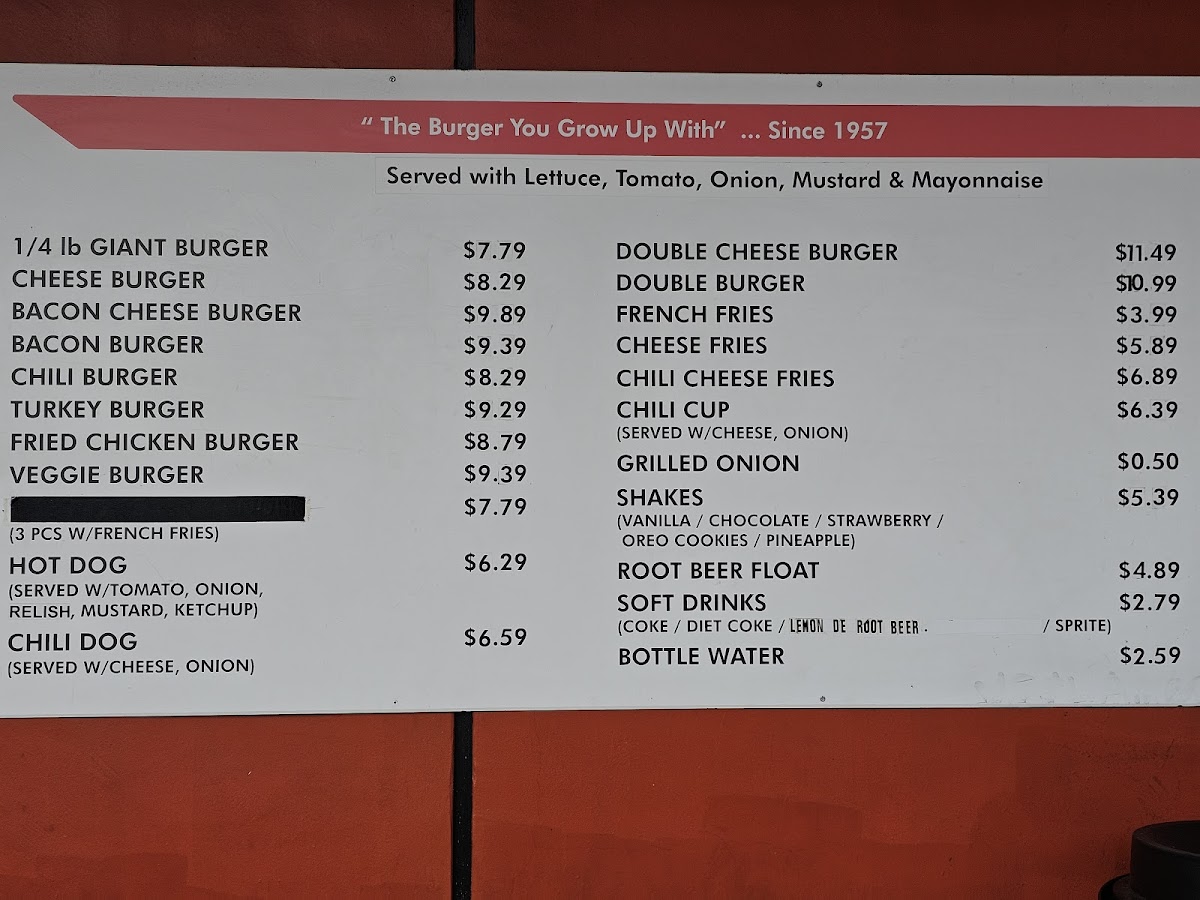 “ The Burger You Grow Up With” ... Since 1957
Served with Lettuce, Tomato, Onion, Mustard & Mayonnaise
1/4 lb GIANT BURGER $7.79
CHEESE BURGER $8.29
BACON CHEESE BURGER $9.89
BACON BURGER $9.39
CHILI BURGER $8.29
TURKEY BURGER $9.29
FRIED CHICKEN BURGER $8.79
VEGGIE BURGER $9.39
$7.79
(3 PCS W/FRENCH FRIES)
HOT DOG $6.29
(SERVED W/TOMATO, ONION,
RELISH, MUSTARD, KETCHUP)
CHILI DOG $6.59
(SERVED W/CHEESE, ONION)
DOUBLE CHEESE BURGER $11.49
DOUBLE BURGER $10.99
FRENCH FRIES $3.99
CHEESE FRIES $5.89
CHILI CHEESE FRIES $6.89
CHILI CUP $6.39
(SERVED W/CHEESE, ONION)
GRILLED ONION $0.50
SHAKES $5.39
(VANILLA / CHOCOLATE / STRAWBERRY /
OREO COOKIES / PINEAPPLE)
ROOT BEER FLOAT $4.89
SOFT DRINKS $2.79
(COKE / DIET COKE / LEMON DE ROOT BEER. / SPRITE)
BOTTLE WATER $2.59